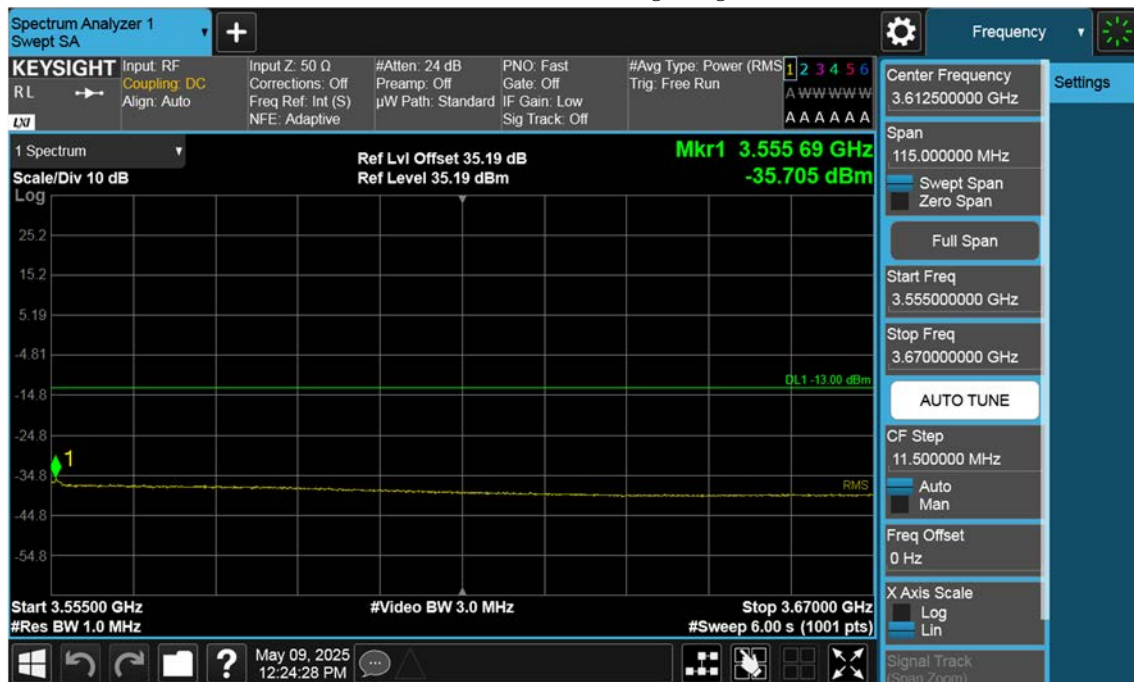 Spectrum Analyzer 1
Swept SA
Frequency
KEYSIGHT
RL
LXI
Input: RF
Coupling: DC
Align: Auto
Input Z: 50 Ω
Corrections: Off
Freq Ref: Int (S)
NFE: Adaptive
#Atten: 24 dB
Preamp: Off
µW Path: Standard
PNO: Fast
Gate: Off
IF Gain: Low
Sig Track: Off
#Avg Type: Power (RMS
Trig: Free Run
1 2 3 4 5 6
A W W W W W
A A A A A A
1 Spectrum
Scale/Div 10 dB
Ref Lvl Offset 35.19 dB
Ref Level 35.19 dBm
Mkr1 3.555 69 GHz
-35.705 dBm
Log
25.2
15.2
5.19
-4.81
-14.8
-24.8
-34.8
-44.8
-54.8
DL1 -13.00 dBm
1
RMS
Start 3.55500 GHz
#Res BW 1.0 MHz
#Video BW 3.0 MHz
Stop 3.67000 GHz
#Sweep 6.00 s (1001 pts)
May 09, 2025
12:24:28 PM
Center Frequency
3.612500000 GHz
Settings
Span
115.000000 MHz
Swept Span
Zero Span
Full Span
Start Freq
3.555000000 GHz
Stop Freq
3.670000000 GHz
AUTO TUNE
CF Step
11.500000 MHz
Auto
Man
Freq Offset
0 Hz
X Axis Scale
Log
Lin
Signal Track
(Span Zoom)